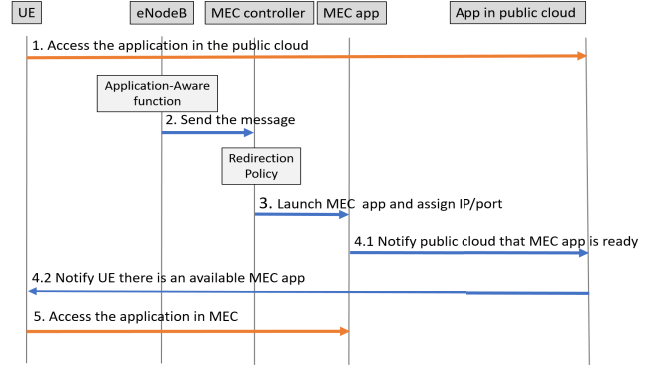 UE
eNodeB
MEC controller
MEC app
App in public cloud
1. Access the application in the public cloud
Application-Aware
function
2. Send the message
Redirection
Policy
3. Launch MEC app and assign IP/port
4.1 Notify public cloud that MEC app is ready
4.2 Notify UE there is an available MEC app
5. Access the application in MEC